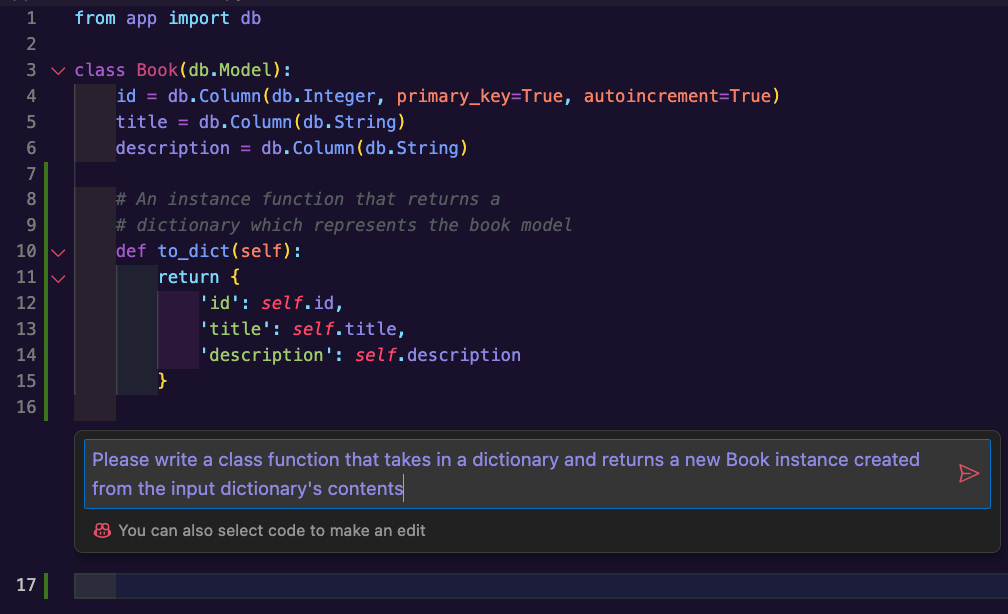 1 from app import db
2
3 class Book(db.Model):
4     id = db.Column(db.Integer, primary_key=True, autoincrement=True)
5     title = db.Column(db.String)
6     description = db.Column(db.String)
7
8     # An instance function that returns a
9     # dictionary which represents the book model
10     def to_dict(self):
11         return {
12             'id': self.id,
13             'title': self.title,
14             'description': self.description
15         }
16
Please write a class function that takes in a dictionary and returns a new Book instance created
from the input dictionary's contents
You can also select code to make an edit
17